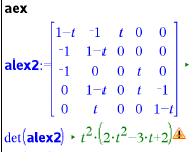 aex
alex2:=
1−t -1 t 0 0
-1 1−t 0 0 0
-1 0 0 t 0
0 1−t 0 t -1
0 t 0 0 1−t
▸
det(alex2) ▸ t²·(2·t²−3·t+2)